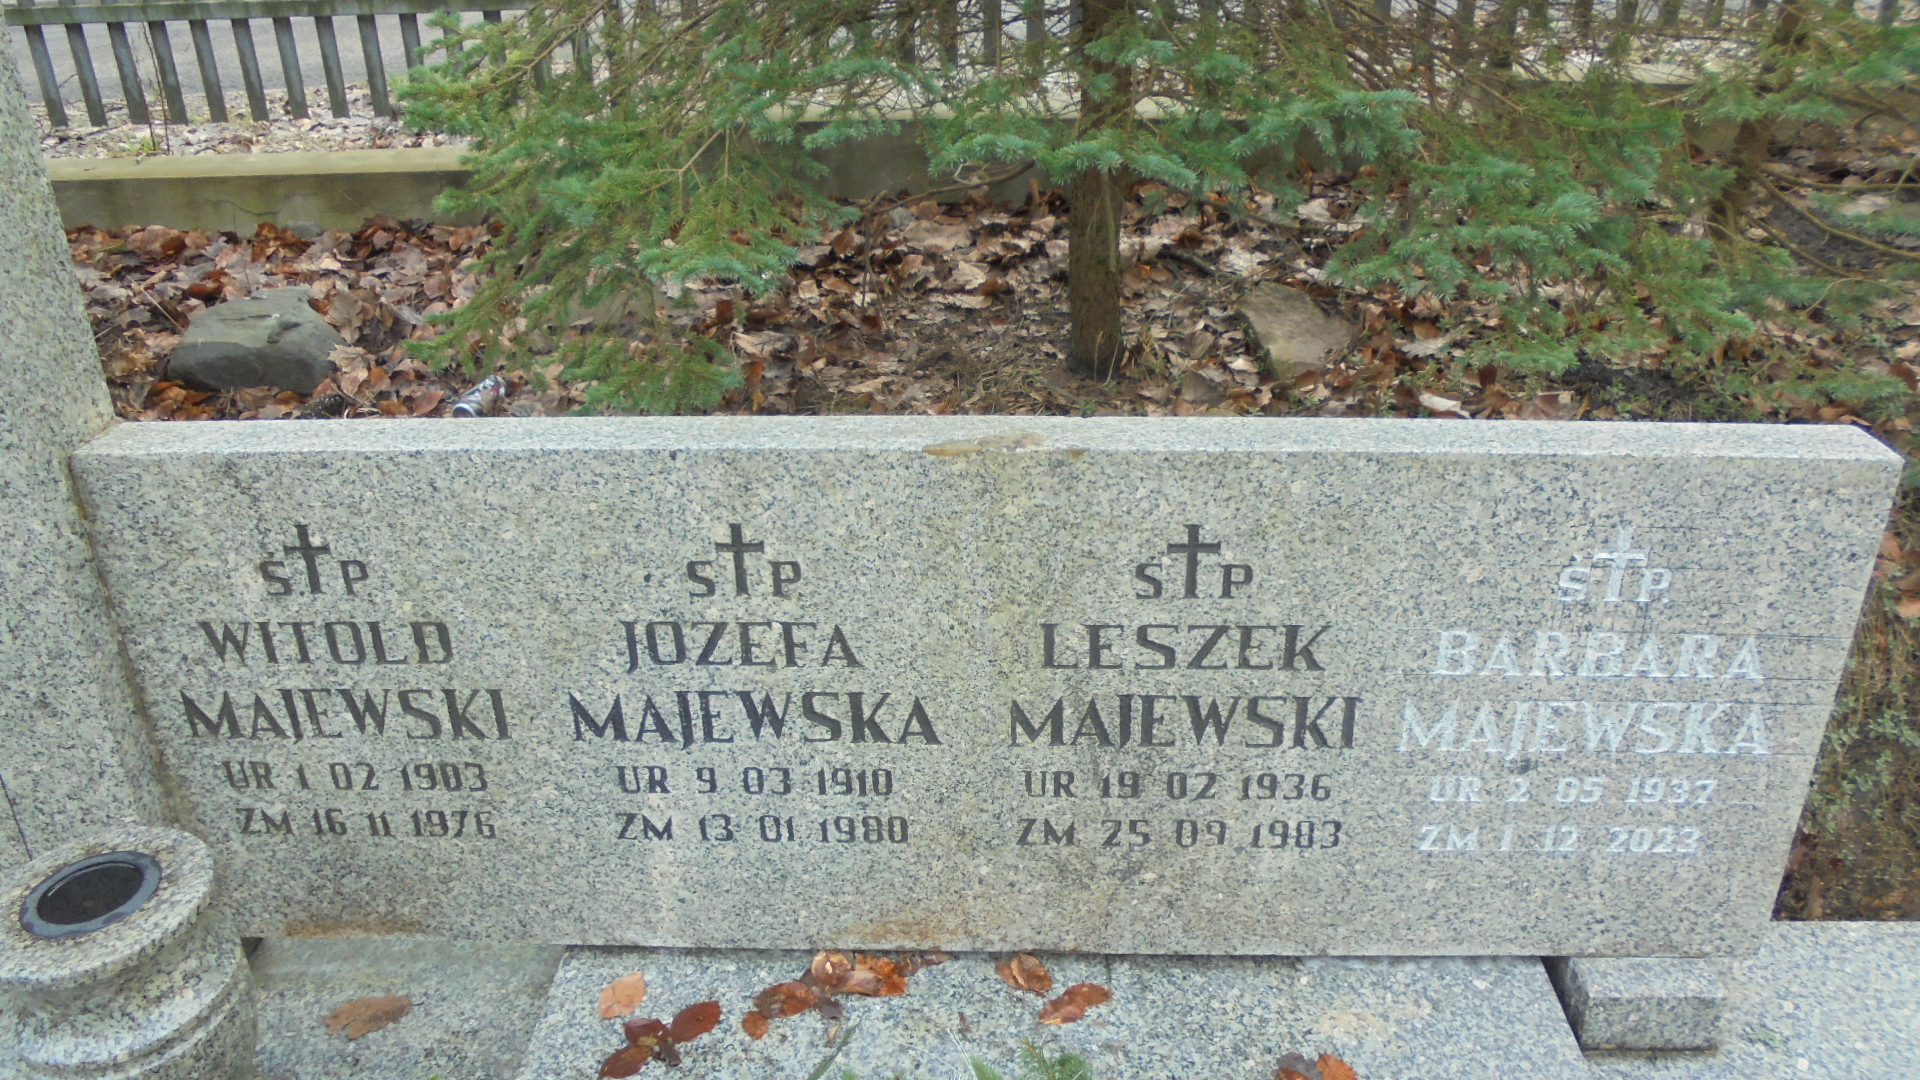 Ś P
WITOLD
MAJEWSKI
UR 1 02 1903
ZM 16 11 1976
Ś P
JÓZEFA
MAJEWSKA
UR 9 03 1910
ZM 13 01 1980
Ś P
LESZEK
MAJEWSKI
UR 19 02 1936
ZM 25 09 1983
Ś P
BARBARA
MAJEWSKA
UR 2 05 1937
ZM 1 12